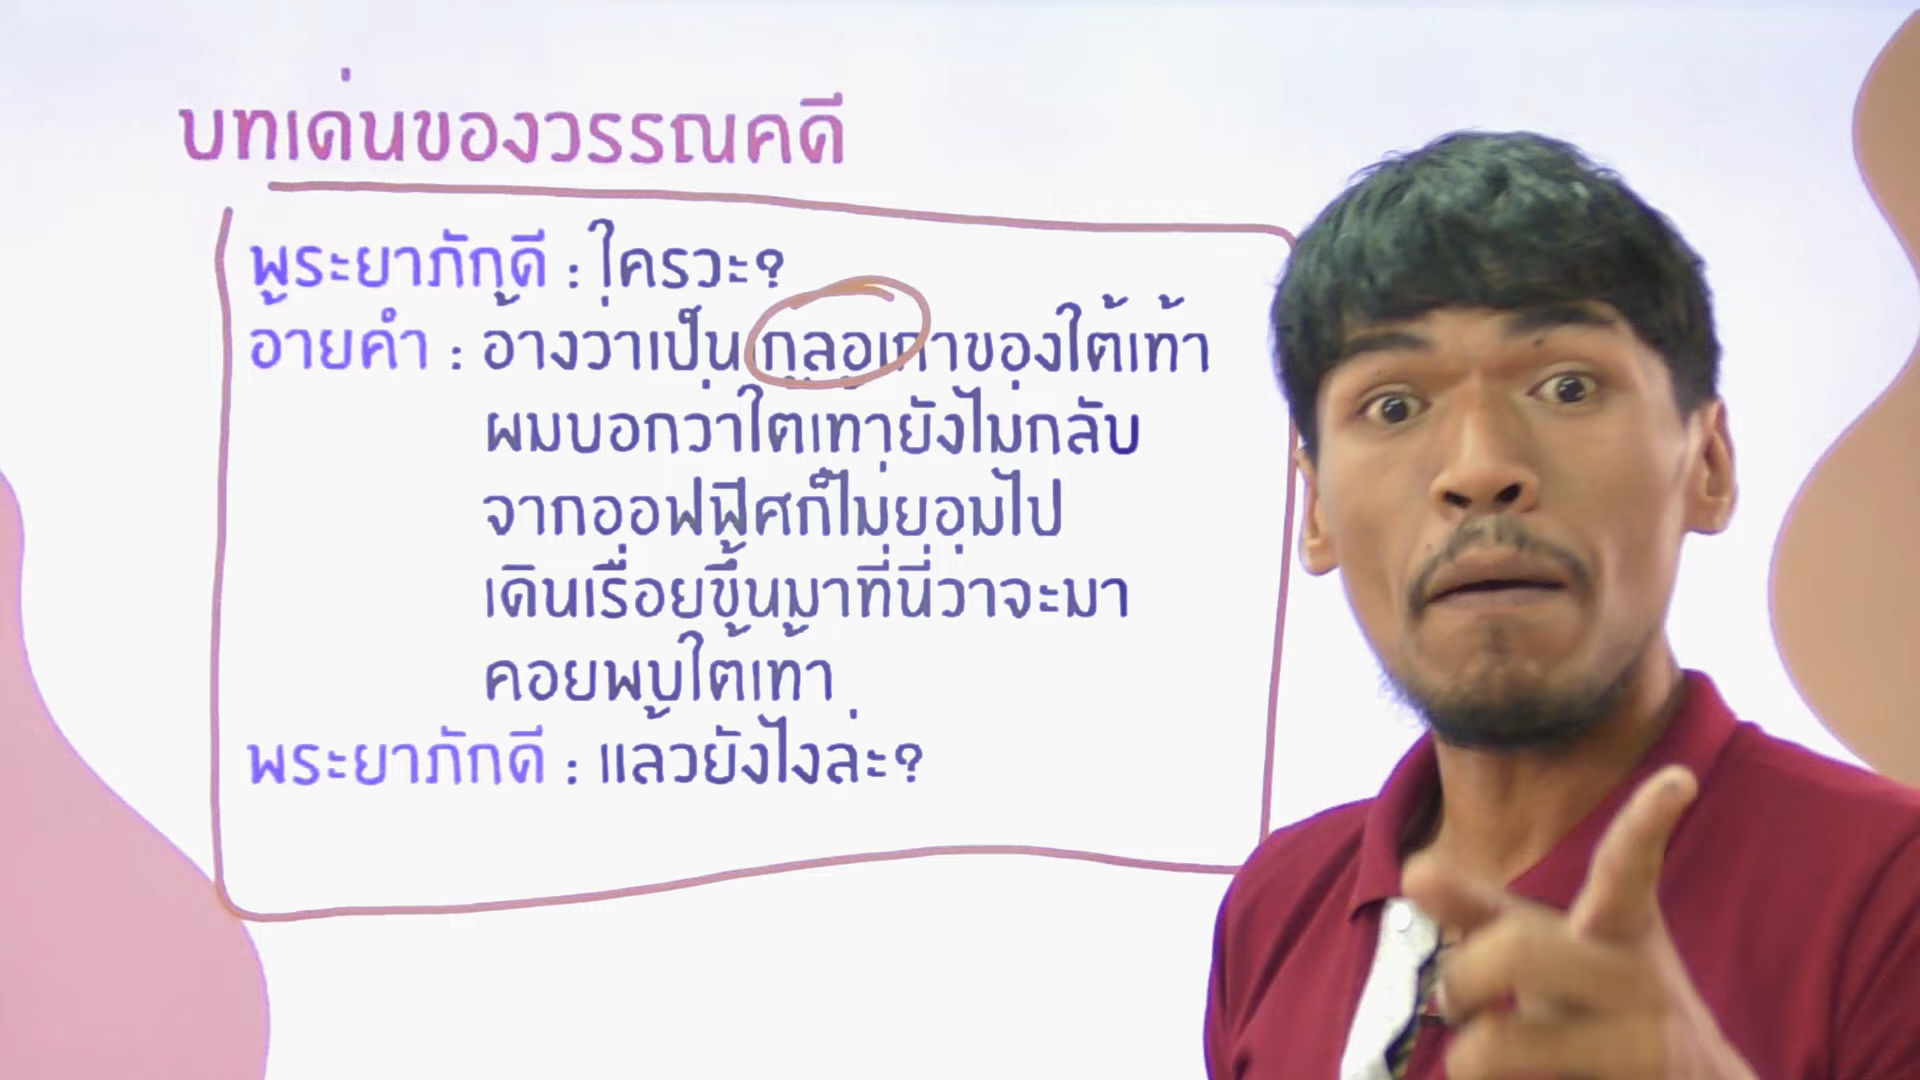 บทเด่นของวรรณคดี
พระยาภักดี : ใครวะ?
อ้ายคำ : อ้างว่าเป็น เกลอเก่าของใต้เท้า
ผมบอกว่าใต้เท้ายังไม่กลับ
จากออฟฟิศก็ไม่ยอมไป
เดินเรื่อยขึ้นมาที่นี่ว่าจะมา
คอยพบใต้เท้า
พระยาภักดี : แล้วยังไงล่ะ?